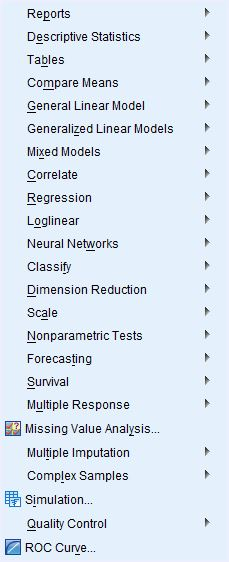 Reports
Descriptive Statistics
Tables
Compare Means
General Linear Model
Generalized Linear Models
Mixed Models
Correlate
Regression
Loglinear
Neural Networks
Classify
Dimension Reduction
Scale
Nonparametric Tests
Forecasting
Survival
Multiple Response
Missing Value Analysis...
Multiple Imputation
Complex Samples
Simulation...
Quality Control
ROC Curve...